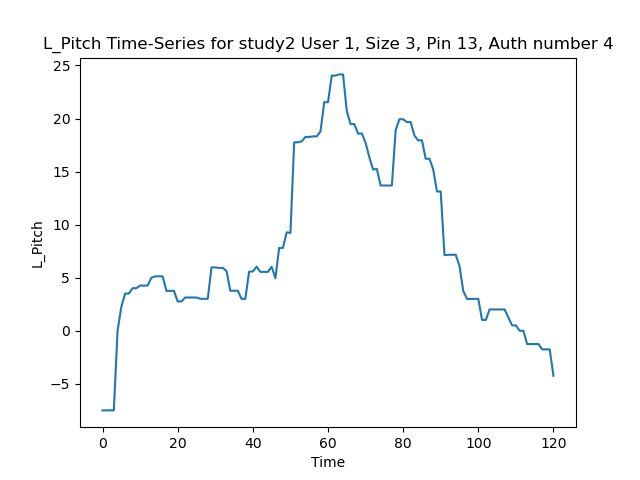 L_Pitch Time-Series for study2 User 1, Size 3, Pin 13, Auth number 4
25
20
15
10
5
0
−5
L_Pitch
0 20 40 60 80 100 120
Time